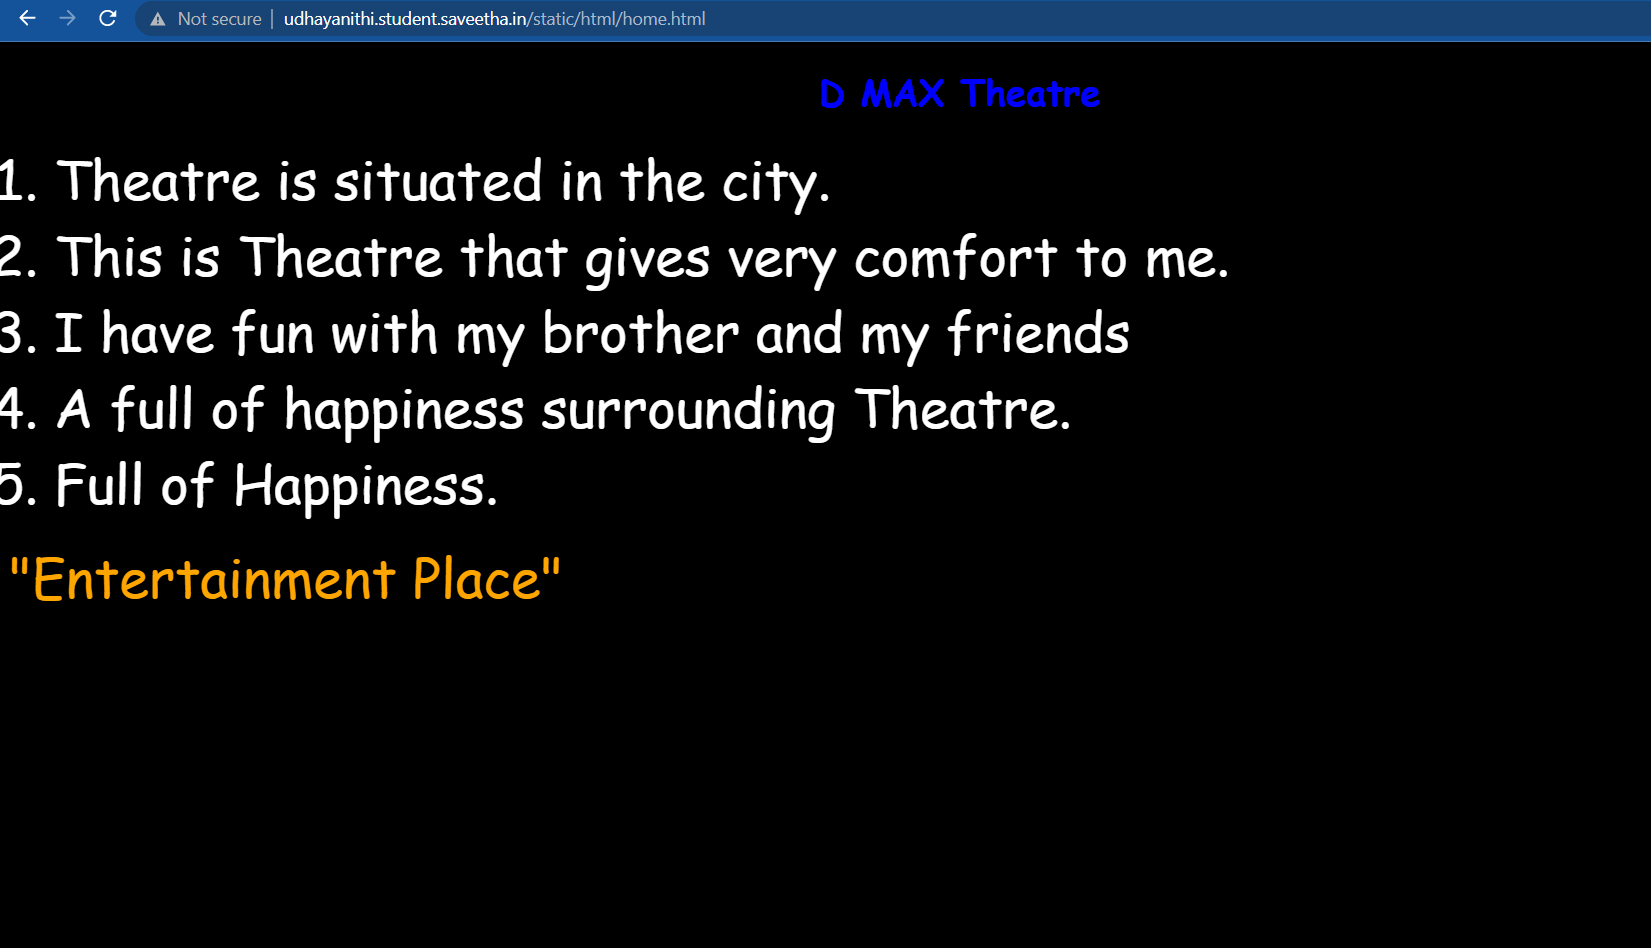 Not secure | udhayanithi.student.saveetha.in/static/html/home.html
D MAX Theatre
1. Theatre is situated in the city.
2. This is Theatre that gives very comfort to me.
3. I have fun with my brother and my friends
4. A full of happiness surrounding Theatre.
5. Full of Happiness.
"Entertainment Place"